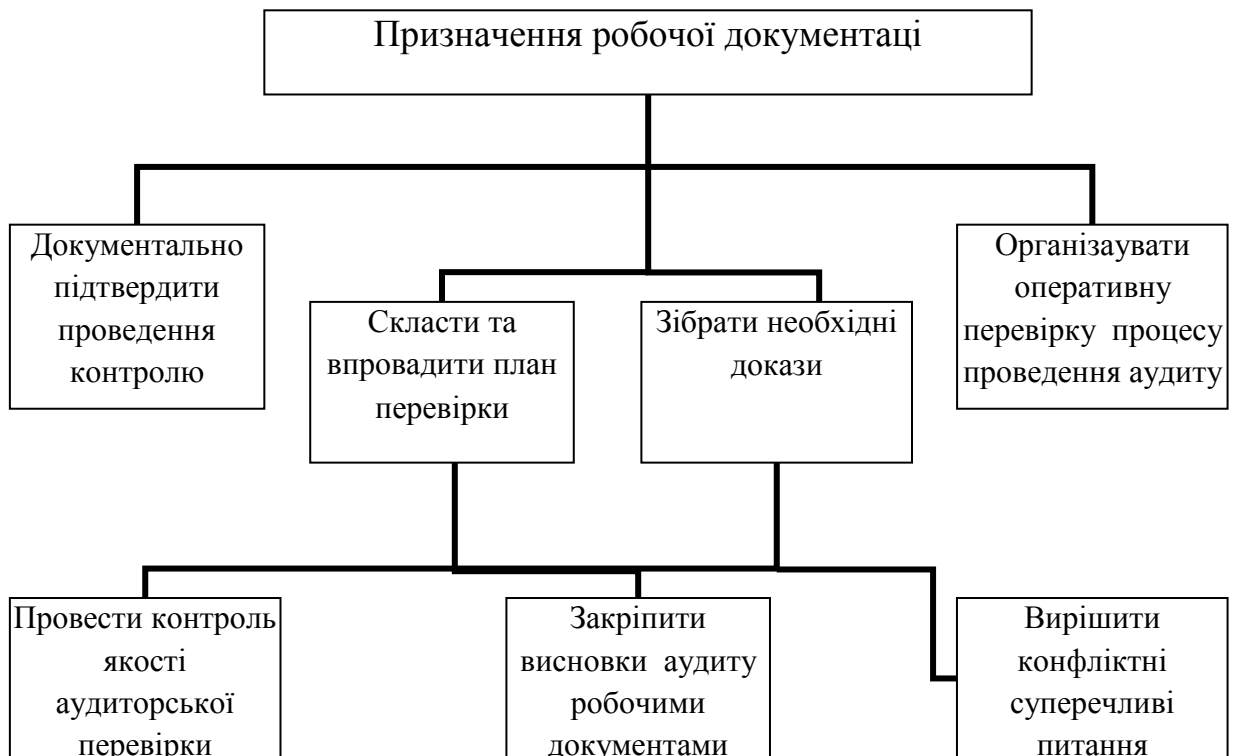 Призначення робочої документаці
Документально
підтвердити
проведення
контролю
Скласти та
впровадити план
перевірки
Зібрати необхідні
докази
Організаувати
оперативну
перевірку процесу
проведення аудиту
Провести контроль
якості
аудиторської
перевірки
Закріпити
висновки аудиту
робочими
документами
Вирішити
конфліктні
суперечливі
питання